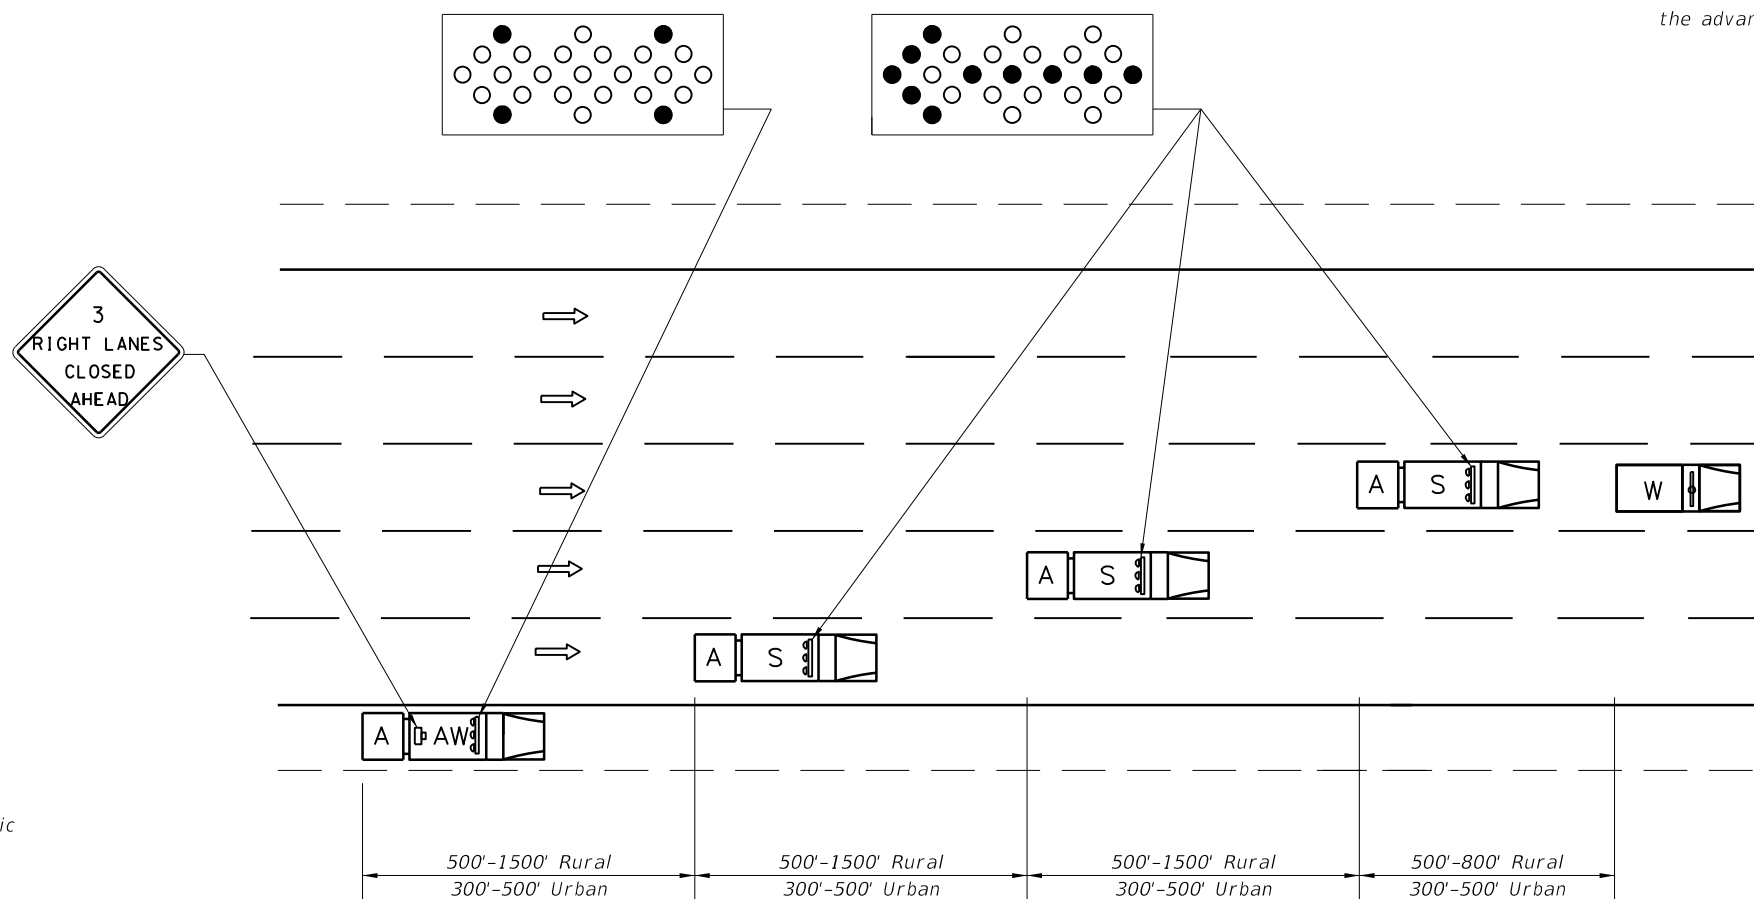 the advar
3
RIGHT LANES
CLOSED
AHEAD
A S
W
A S
A S
A AW
ic
500'-1500' Rural
500'-1500' Rural
500'-1500' Rural
500'-800' Rural
300'-500' Urban
300'-500' Urban
300'-500' Urban
300'-500' Urban